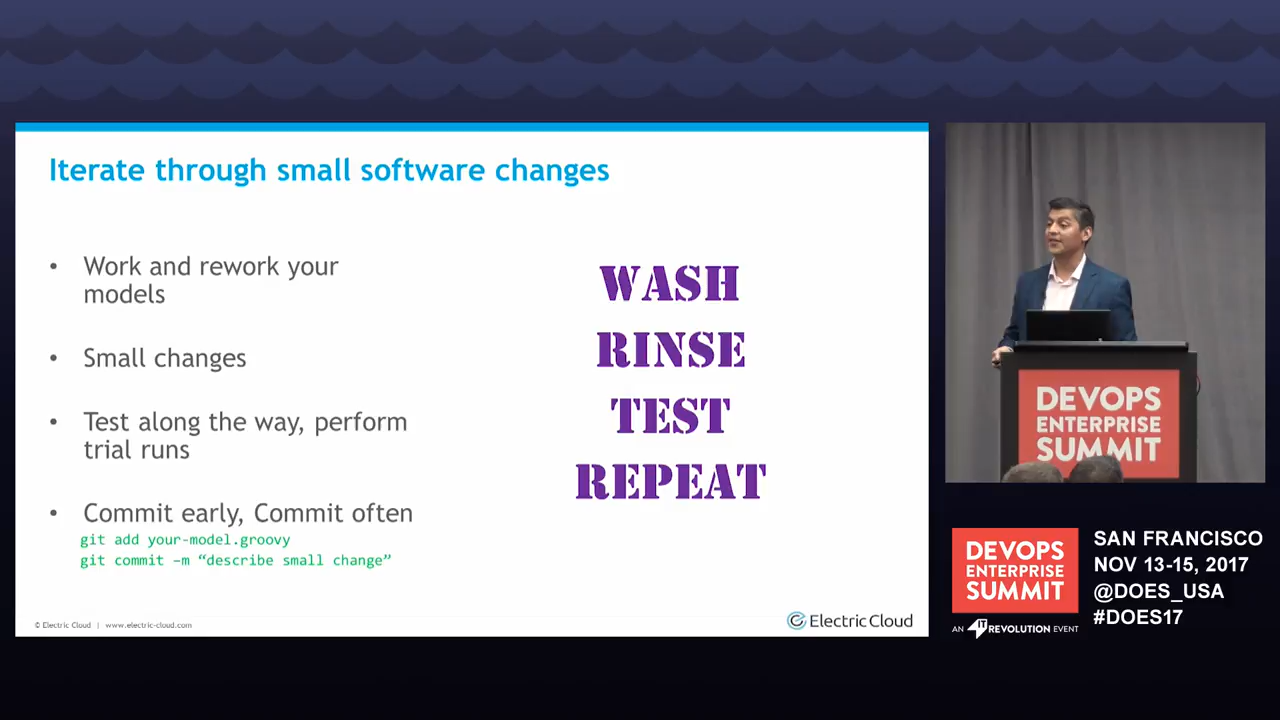 Iterate through small software changes
• Work and rework your
models
• Small changes
• Test along the way, perform
trial runs
• Commit early, Commit often
git add your-model.groovy
git commit –m “describe small change”
WASH
RINSE
TEST
REPEAT
© Electric Cloud | www.electric-cloud.com
Electric Cloud
DEVOPS
ENTERPRISE
SUMMIT
DEVOPS
ENTERPRISE
SUMMIT
AN IT REVOLUTION EVENT
SAN FRANCISCO
NOV 13-15, 2017
@DOES_USA
#DOES17